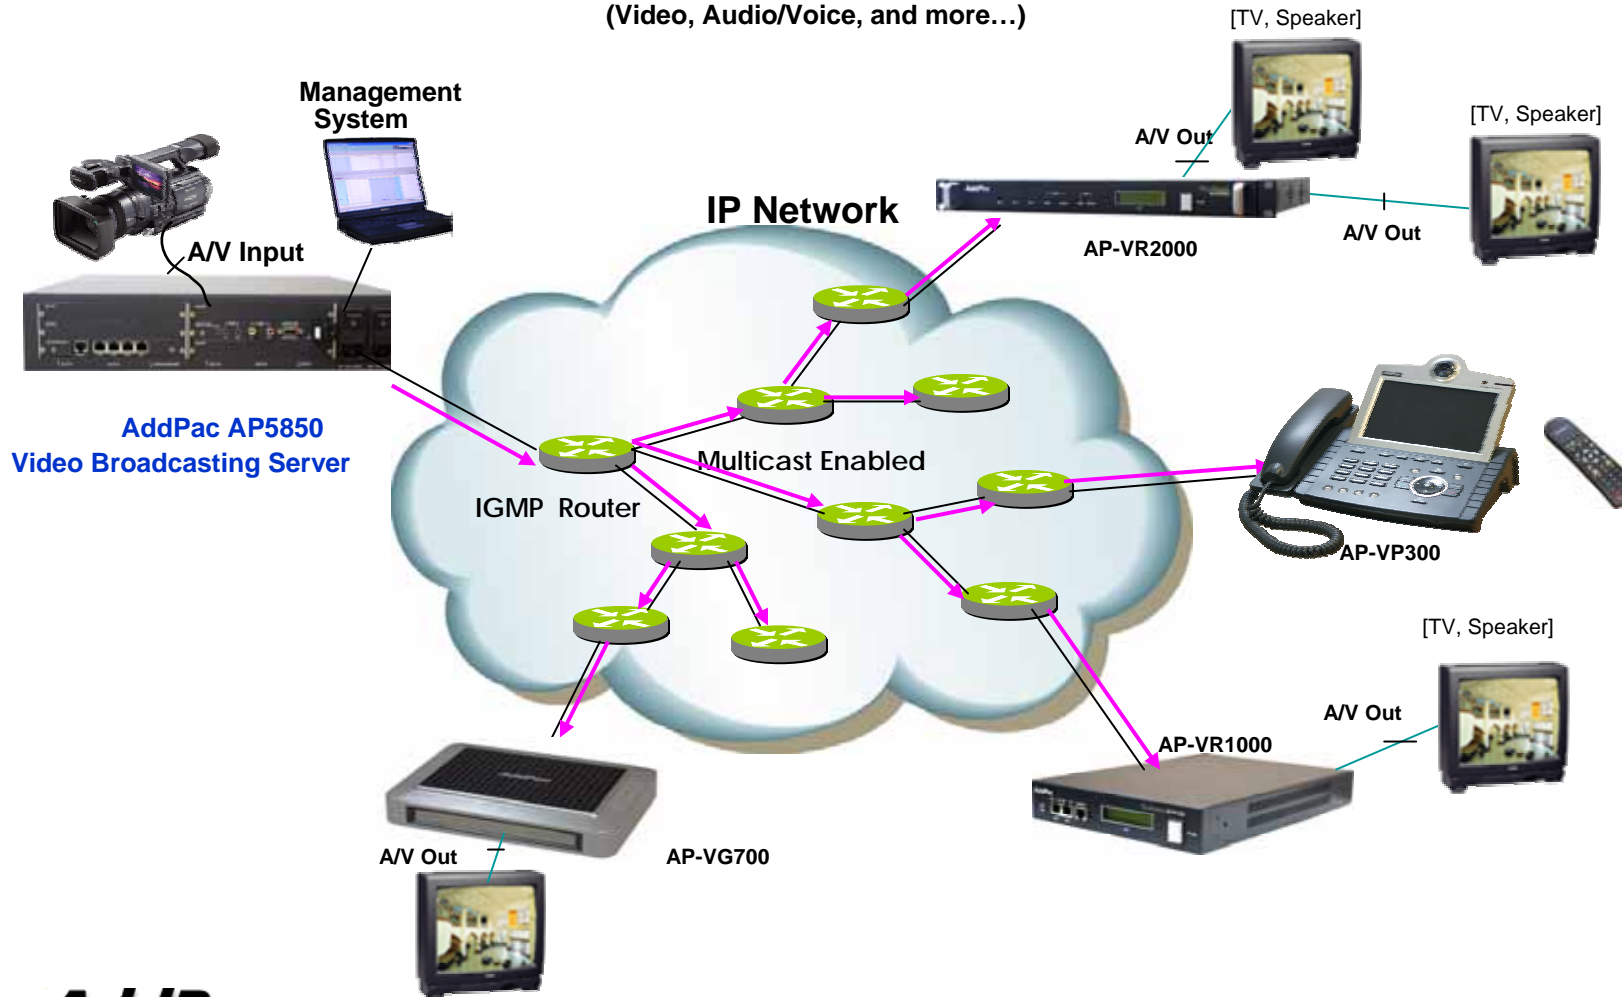 (Video, Audio/Voice, and more…)
[TV, Speaker]
Management
System
[TV, Speaker]
A/V Out
IP Network
A/V Input
AP-VR2000
A/V Out
AddPac AP5850
Video Broadcasting Server
Multicast Enabled
IGMP Router
AP-VP300
[TV, Speaker]
A/V Out
AP-VR1000
A/V Out
AP-VG700